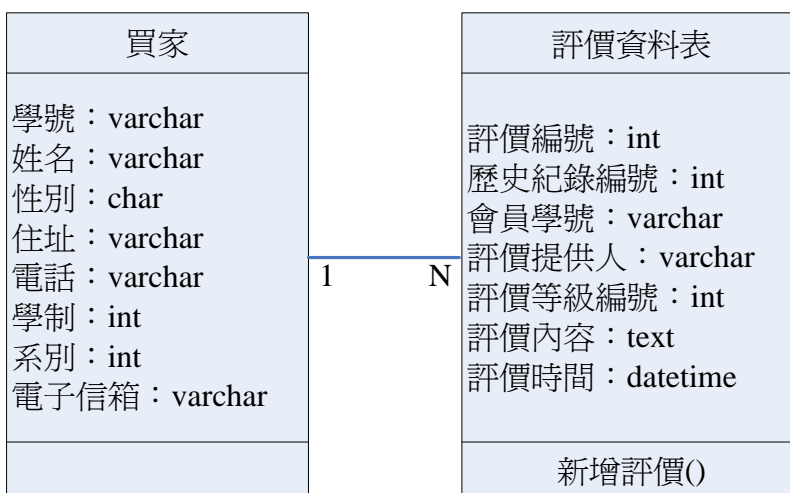 買家
學號：varchar
姓名：varchar
性別：char
住址：varchar
電話：varchar
學制：int
系別：int
電子信箱：varchar
1
N
評價資料表
評價編號：int
歷史紀錄編號：int
會員學號：varchar
評價提供人：varchar
評價等級編號：int
評價內容：text
評價時間：datetime
新增評價()